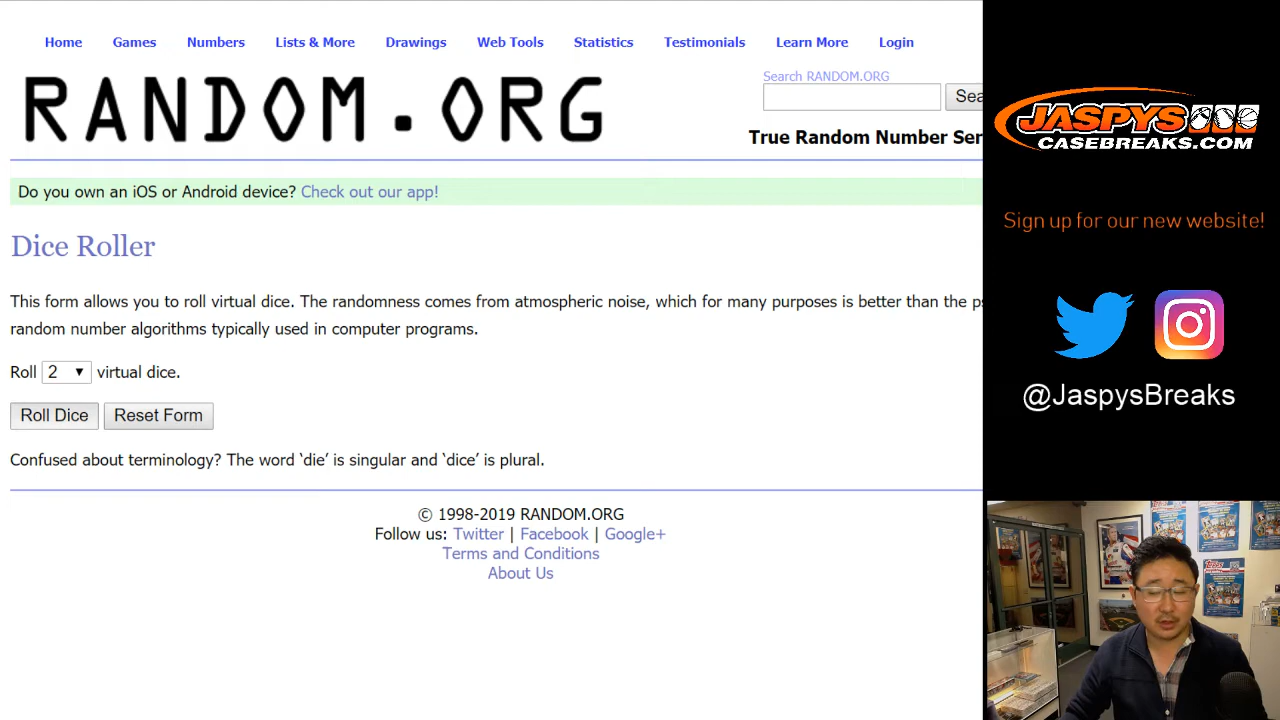 Home Games Numbers Lists & More Drawings Web Tools Statistics Testimonials Learn More Login
RANDOM.ORG
Search RANDOM.ORG
Sea
True Random Number Ser
Do you own an iOS or Android device? Check out our app!
Dice Roller
This form allows you to roll virtual dice. The randomness comes from atmospheric noise, which for many purposes is better than the ps
random number algorithms typically used in computer programs.
Roll 2 virtual dice.
Roll Dice Reset Form
Confused about terminology? The word ‘die’ is singular and ‘dice’ is plural.
© 1998-2019 RANDOM.ORG
Follow us: Twitter | Facebook | Google+
Terms and Conditions
About Us
JASPYS
CASEBREAKS.COM
Sign up for our new website!
@JaspysBreaks